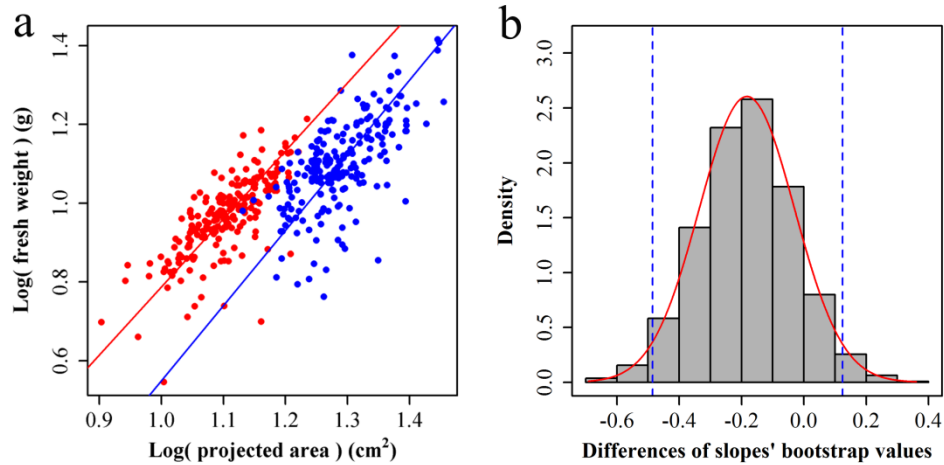 a
Log( fresh weight ) (g)
1.4
1.2
1.0
0.8
0.6
0.9 1.0 1.1 1.2 1.3 1.4
Log( projected area ) (cm²)
b
Density
3.0
2.5
2.0
1.5
1.0
0.5
0.0
-0.6 -0.4 -0.2 0.0 0.2 0.4
Differences of slopes' bootstrap values